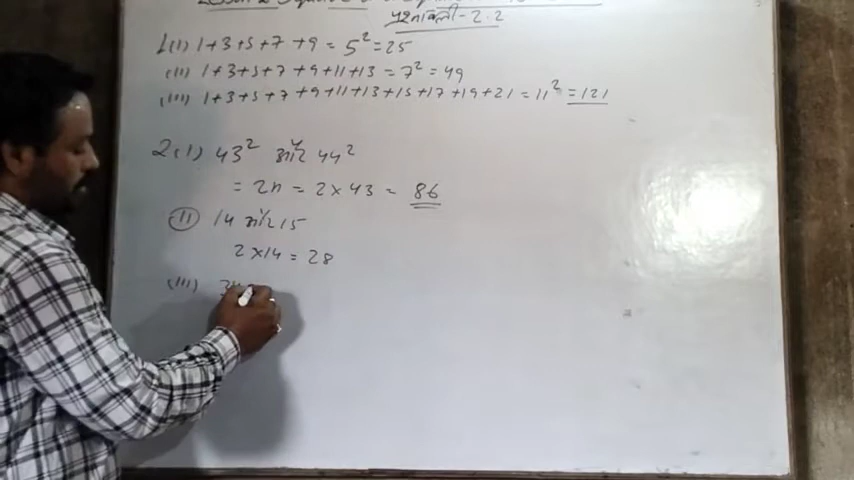 प्रश्नावली-2.2
1(i) 1+3+5+7+9 = 5² = 25
(ii) 1+3+5+7+9+11+13 = 7² = 49
(iii) 1+3+5+7+9+11+13+15+17+19+21 = 11² = 121
2(i) 43² और 44²
= 2n = 2×43 = 86
(ii) 14 और 15
2×14 = 28
(iii)